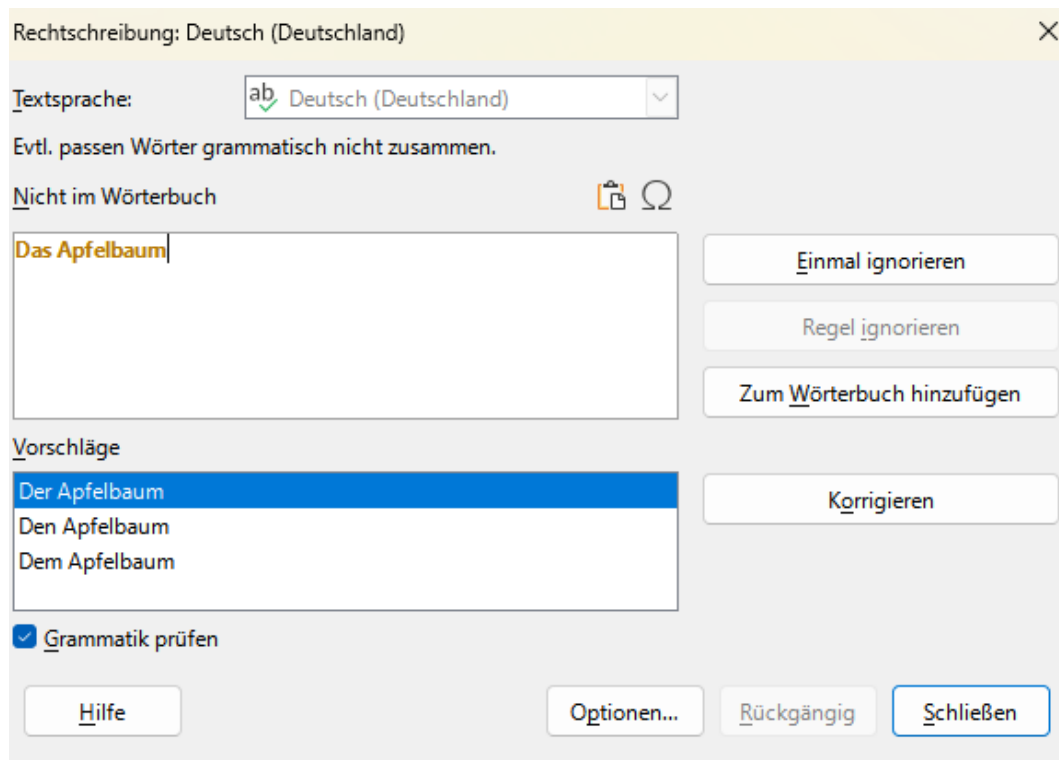 Rechtschreibung: Deutsch (Deutschland)
Textsprache:
ab Deutsch (Deutschland)
Evtl. passen Wörter grammatisch nicht zusammen.
Nicht im Wörterbuch
Das Apfelbaum
Einmal ignorieren
Regel ignorieren
Zum Wörterbuch hinzufügen
Vorschläge
Der Apfelbaum
Den Apfelbaum
Dem Apfelbaum
Korrigieren
Grammatik prüfen
Hilfe
Optionen...
Rückgängig
Schließen